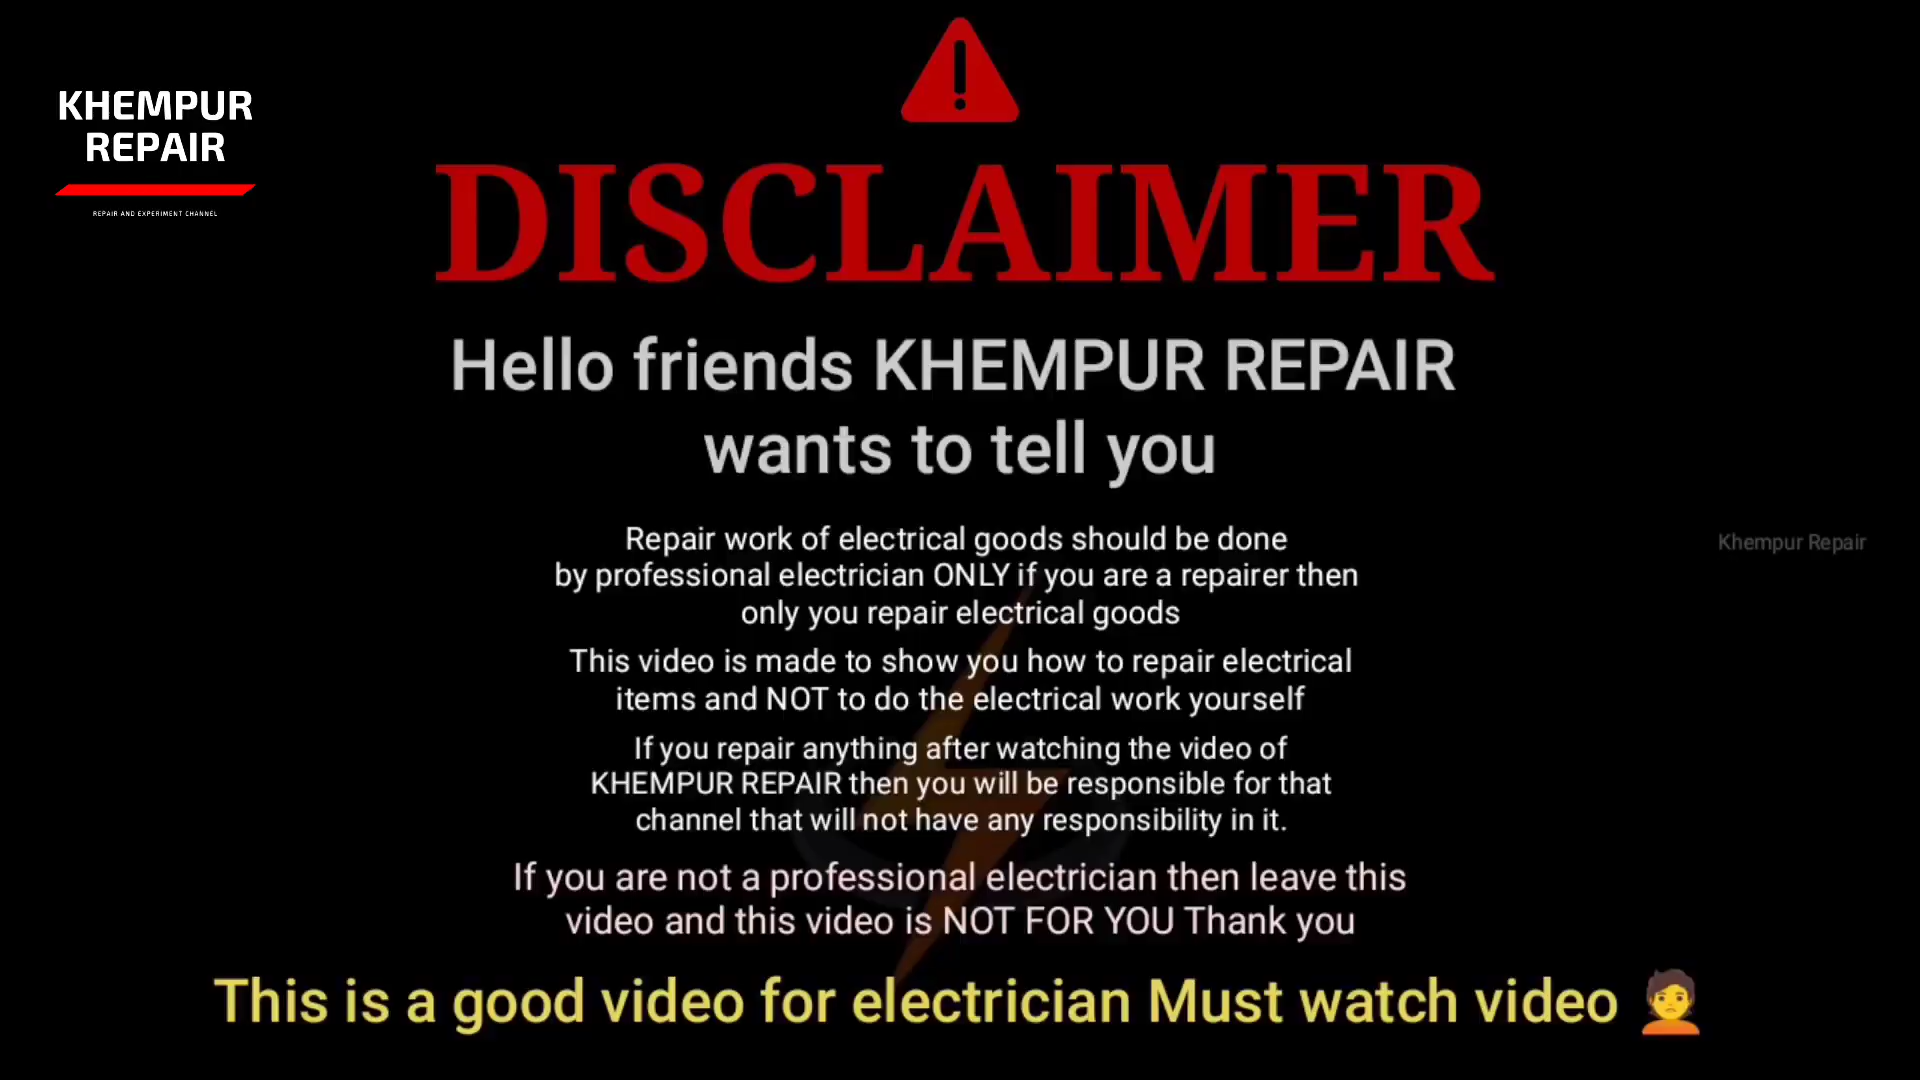 KHEMPUR
REPAIR
REPAIR AND EXPERIMENT CHANNEL
DISCLAIMER
Hello friends KHEMPUR REPAIR
wants to tell you
Repair work of electrical goods should be done
by professional electrician ONLY if you are a repairer then
only you repair electrical goods
Khempur Repair
This video is made to show you how to repair electrical
items and NOT to do the electrical work yourself
If you repair anything after watching the video of
KHEMPUR REPAIR then you will be responsible for that
channel that will not have any responsibility in it.
If you are not a professional electrician then leave this
video and this video is NOT FOR YOU Thank you
This is a good video for electrician Must watch video 🙍